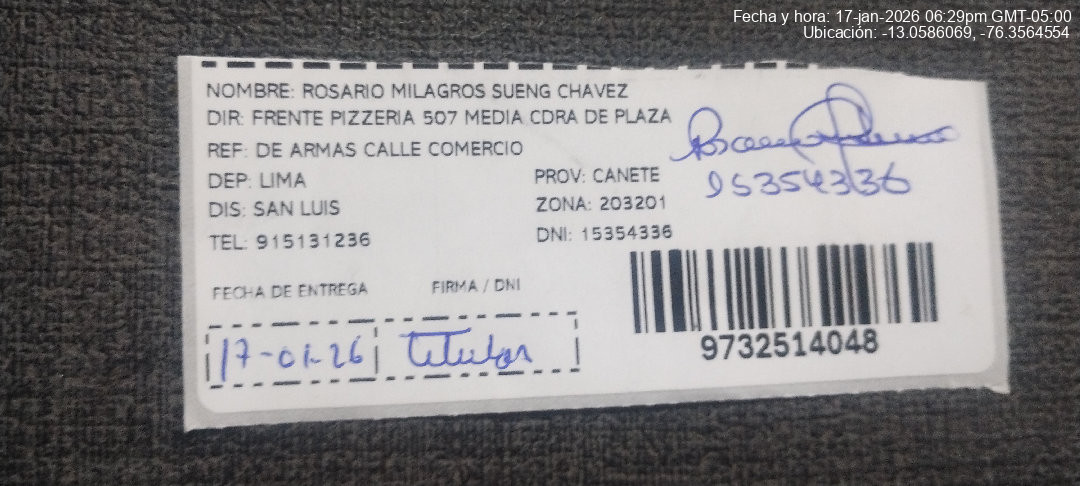 Fecha y hora: 17-jan-2026 06:29pm GMT-05:00
Ubicación: -13.0586069, -76.3564554
NOMBRE: ROSARIO MILAGROS SUENG CHAVEZ
DIR: FRENTE PIZZERIA 507 MEDIA CDRA DE PLAZA
REF: DE ARMAS CALLE COMERCIO
DEP: LIMA
PROV: CANETE
DIS: SAN LUIS
ZONA: 203201
TEL: 915131236
DNI: 15354336
15354336
FECHA DE ENTREGA
FIRMA / DNI
17-01-26
titular
9732514048